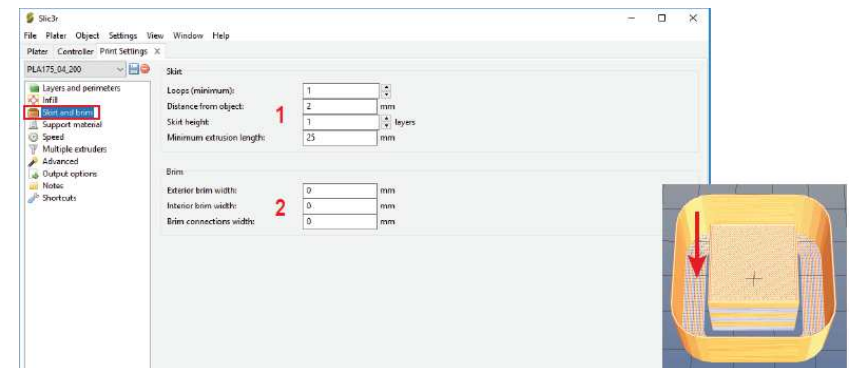 Slic3r
File Plater Object Settings View Window Help
Plater Controller Print Settings X
PLA175_04_200
Layers and perimeters
Infill
Skirt and brim
Support material
Speed
Multiple extruders
Advanced
Output options
Notes
Shortcuts
Skirt
Loops (minimum): 1
Distance from object: 2 mm
Skirt height: 1 layers
Minimum extrusion length: 25 mm
1
Brim
Exterior brim width: 0 mm
Interior brim width: 0 mm
Brim connections width: 0 mm
2